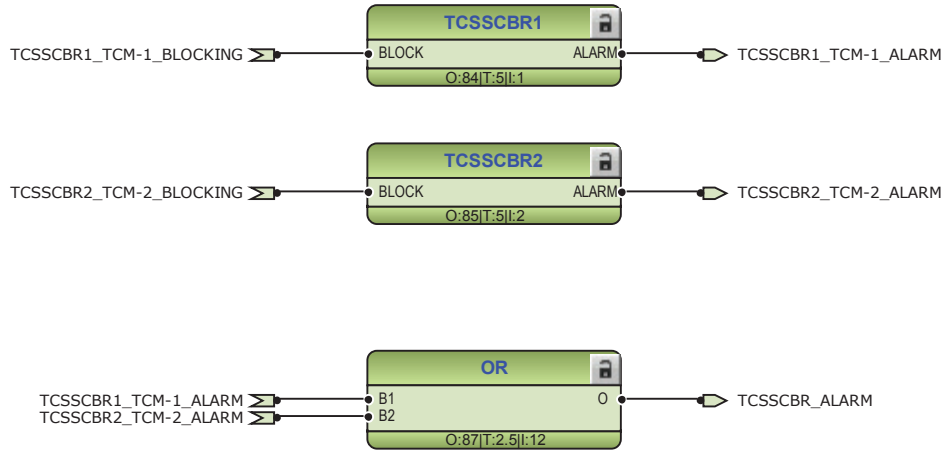 TCSSCBR1
TCSSCBR1_TCM-1_BLOCKING BLOCK ALARM TCSSCBR1_TCM-1_ALARM
O:84|T:5|I:1
TCSSCBR2
TCSSCBR2_TCM-2_BLOCKING BLOCK ALARM TCSSCBR2_TCM-2_ALARM
O:85|T:5|I:2
OR
TCSSCBR1_TCM-1_ALARM B1 O TCSSCBR_ALARM
TCSSCBR2_TCM-2_ALARM B2
O:87|T:2.5|I:12